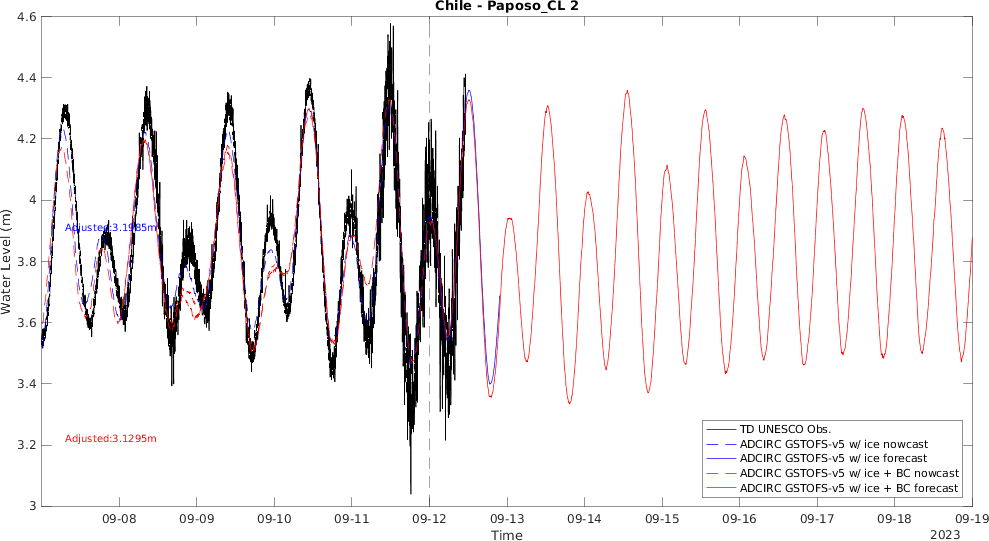 Chile - Paposo_CL 2
4.6
4.4
4.2
4
3.8
3.6
3.4
3.2
3
Water Level (m)
Adjusted:3.1985m
Adjusted:3.1295m
TD UNESCO Obs.
ADCIRC GSTOFS-v5 w/ ice nowcast
ADCIRC GSTOFS-v5 w/ ice forecast
ADCIRC GSTOFS-v5 w/ ice + BC nowcast
ADCIRC GSTOFS-v5 w/ ice + BC forecast
09-08 09-09 09-10 09-11 09-12 09-13 09-14 09-15 09-16 09-17 09-18 09-19
Time
2023